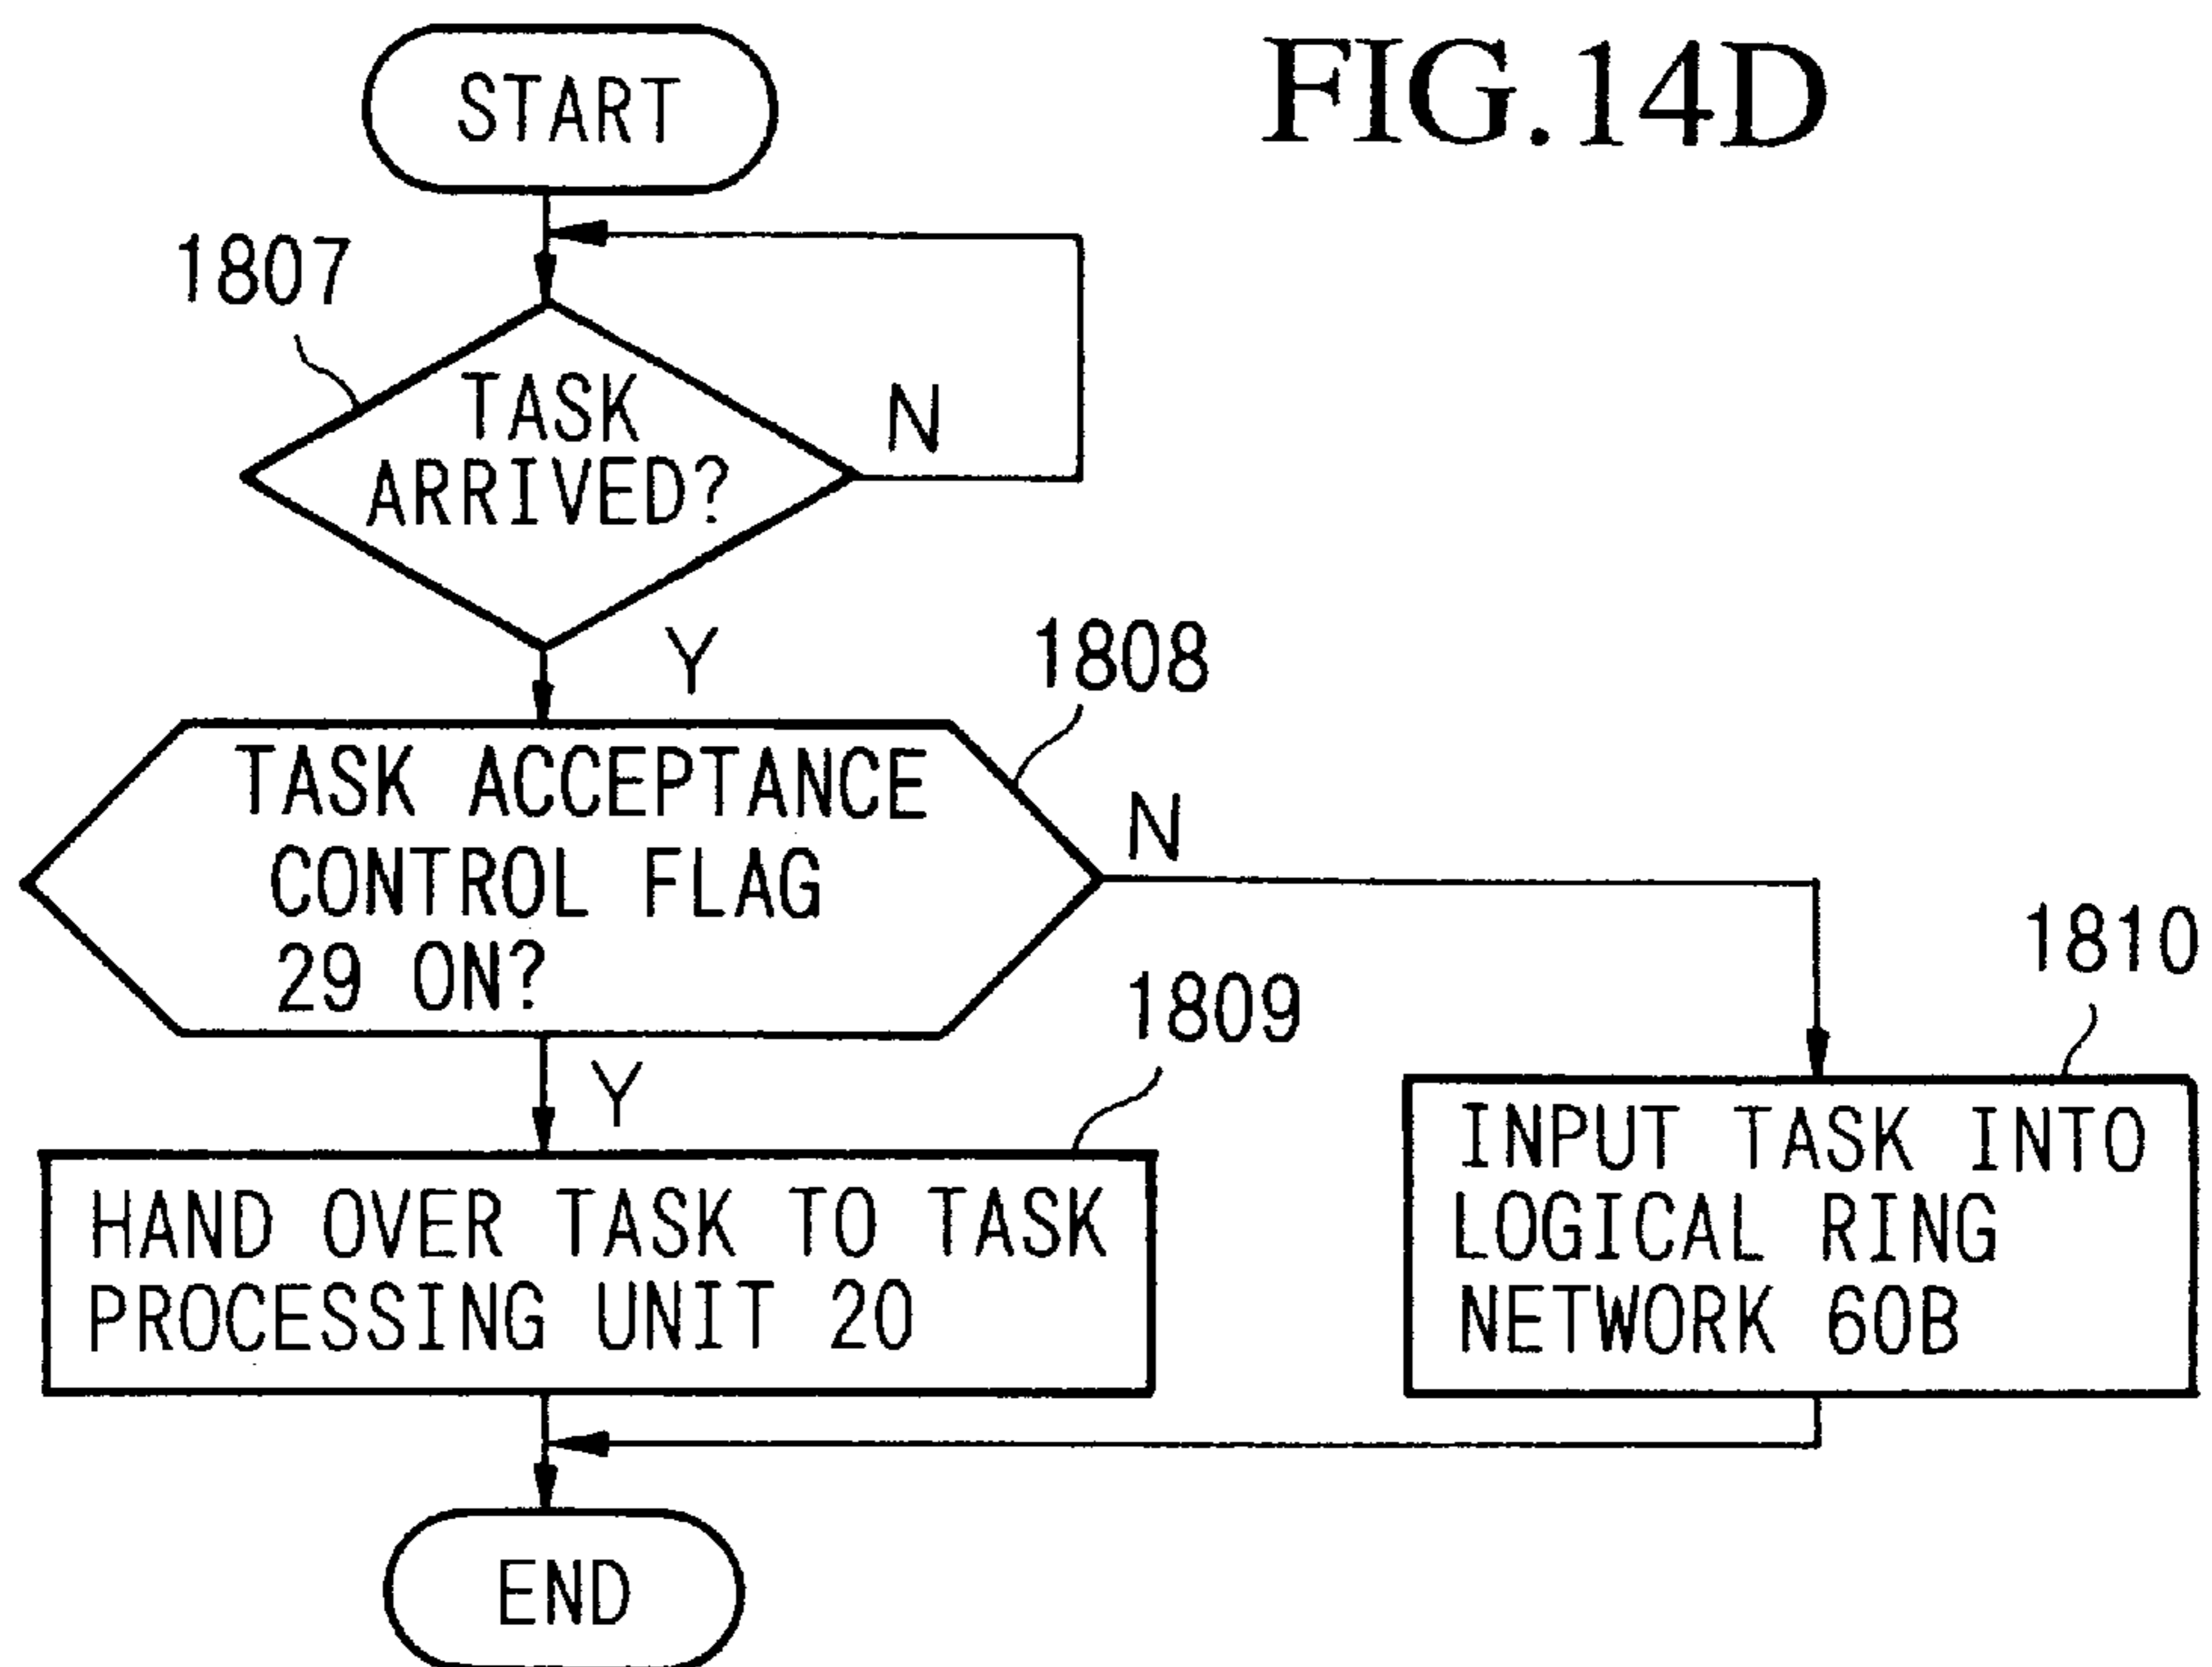 FIG.14D
START
1807
TASK
ARRIVED?
N
Y
1808
TASK ACCEPTANCE
CONTROL FLAG
29 ON?
N
Y
1809
1810
HAND OVER TASK TO TASK
PROCESSING UNIT 20
INPUT TASK INTO
LOGICAL RING
NETWORK 60B
END